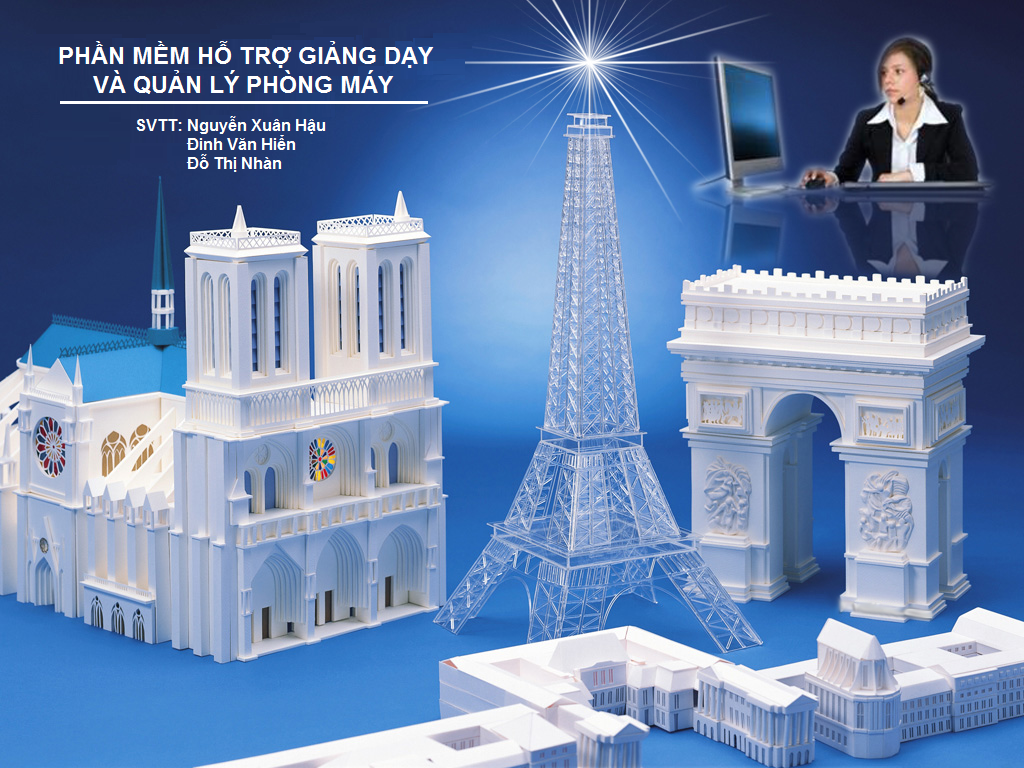 PHẦN MỀM HỖ TRỢ GIẢNG DẠY
VÀ QUẢN LÝ PHÒNG MÁY
SVTT: Nguyễn Xuân Hậu
Đinh Văn Hiển
Đỗ Thị Nhàn